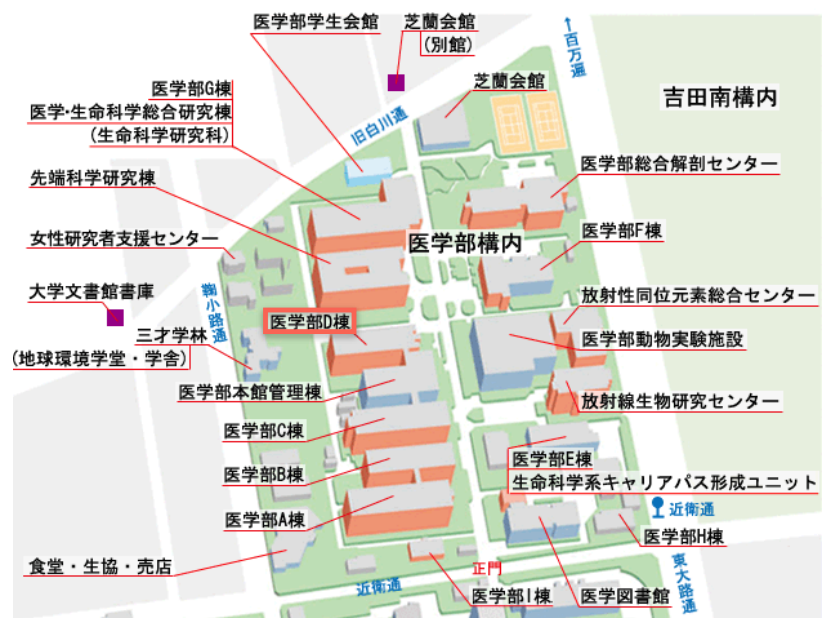 医学部学生会館
芝蘭会館
(別館)
↑百万遍
医学部G棟
医学・生命科学総合研究棟
(生命科学研究科)
芝蘭会館
吉田南構内
旧白川通
先端科学研究棟
医学部総合解剖センター
女性研究者支援センター
医学部構内
医学部F棟
大学文書館書庫
鞠小路通
放射性同位元素総合センター
医学部D棟
三才学林
(地球環境学堂・学舎)
医学部動物実験施設
医学部本館管理棟
放射線生物研究センター
医学部C棟
医学部E棟
生命科学系キャリアパス形成ユニット
医学部B棟
医学部A棟
近衛通
医学部H棟
食堂・生協・売店
近衛通
正門
医学部I棟
医学図書館
東大路通